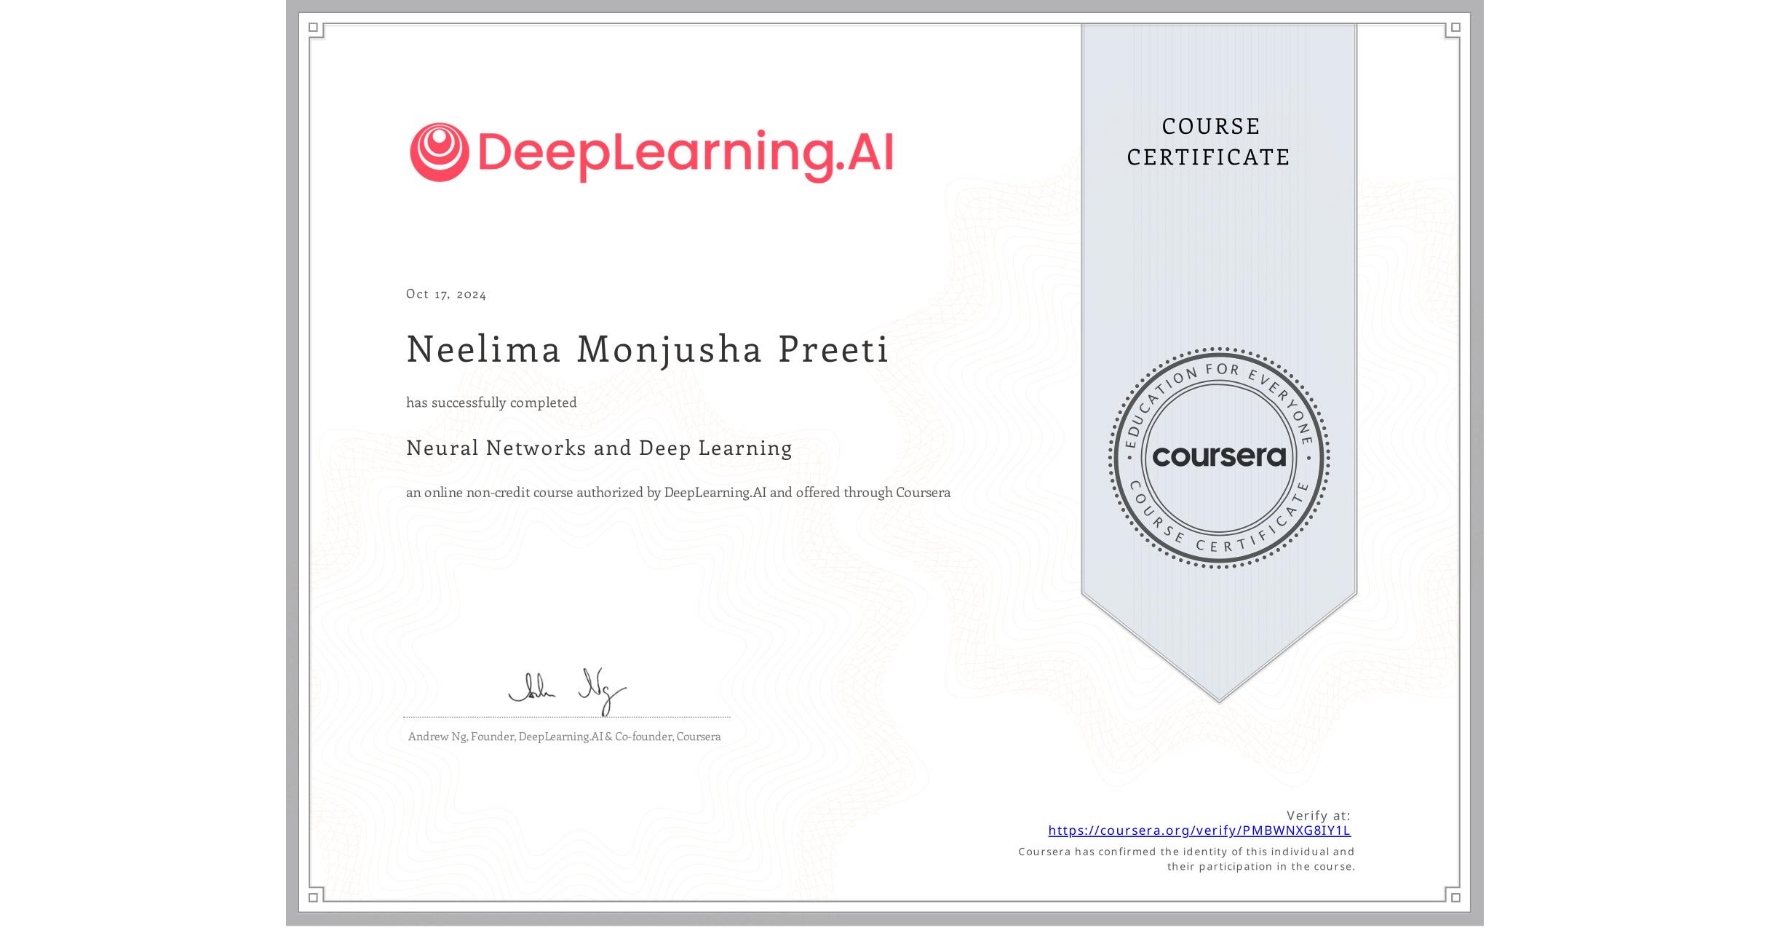 DeepLearning.AI
COURSE
CERTIFICATE
Oct 17, 2024
Neelima Monjusha Preeti
has successfully completed
Neural Networks and Deep Learning
an online non-credit course authorized by DeepLearning.AI and offered through Coursera
EDUCATION FOR EVERYONE
coursera
COURSE CERTIFICATE
Andrew Ng, Founder, DeepLearning.AI & Co-founder, Coursera
Verify at:
https://coursera.org/verify/PMBWNXG8IY1L
Coursera has confirmed the identity of this individual and
their participation in the course.